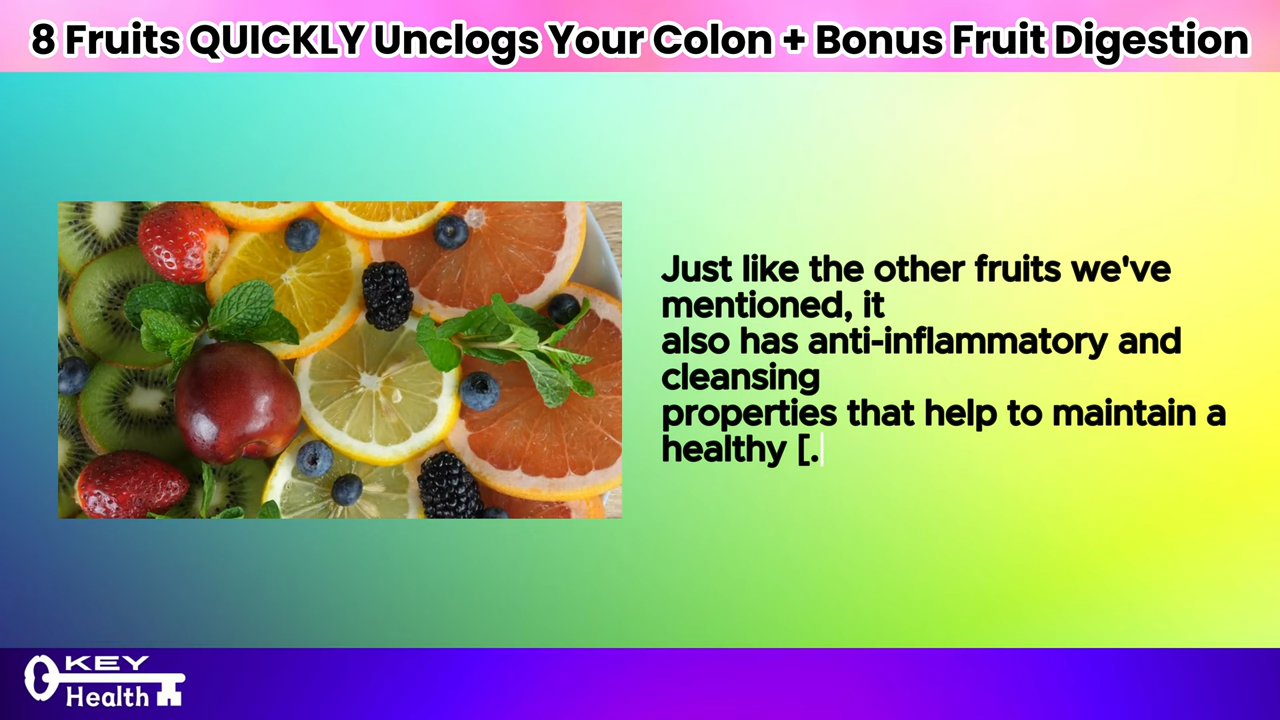 8 Fruits QUICKLY Unclogs Your Colon + Bonus Fruit Digestion
Just like the other fruits we've
mentioned, it
also has anti-inflammatory and
cleansing
properties that help to maintain a
healthy [.
KEY
Health